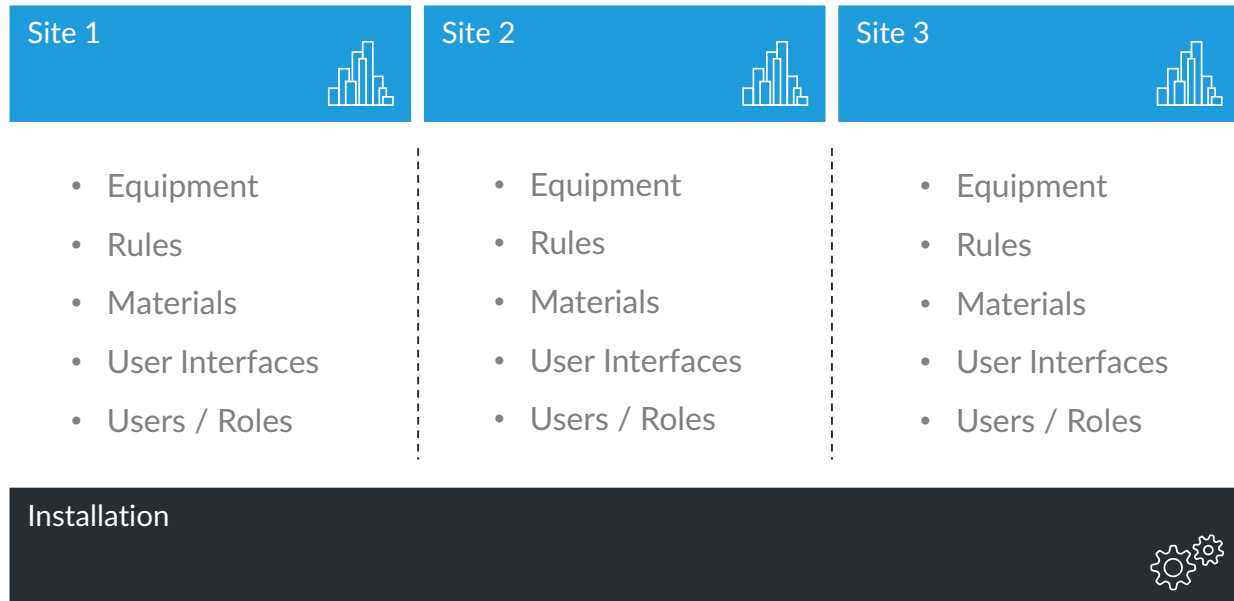 Site 1
• Equipment
• Rules
• Materials
• User Interfaces
• Users / Roles
Site 2
• Equipment
• Rules
• Materials
• User Interfaces
• Users / Roles
Site 3
• Equipment
• Rules
• Materials
• User Interfaces
• Users / Roles
Installation